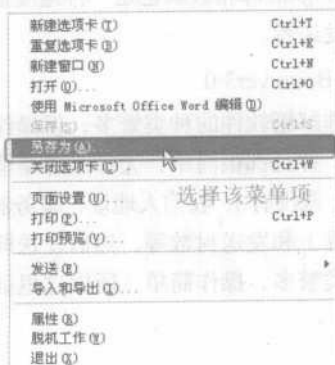 新建选项卡(T) Ctrl+T
重复选项卡(D) Ctrl+K
新建窗口(N) Ctrl+N
打开(O)... Ctrl+O
使用 Microsoft Office Word 编辑(D)
保存(S) Ctrl+S
另存为(A)...
关闭选项卡(C) Ctrl+W
页面设置(U)...
选择该菜单项
打印(P)... Ctrl+P
打印预览(V)...
发送(E)
导入和导出(I)...
属性(R)
脱机工作(W)
退出(X)